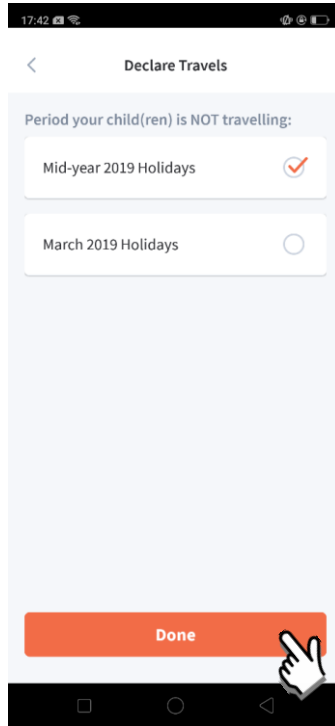 17:42
Declare Travels
Period your child(ren) is NOT travelling:
Mid-year 2019 Holidays
March 2019 Holidays
Done